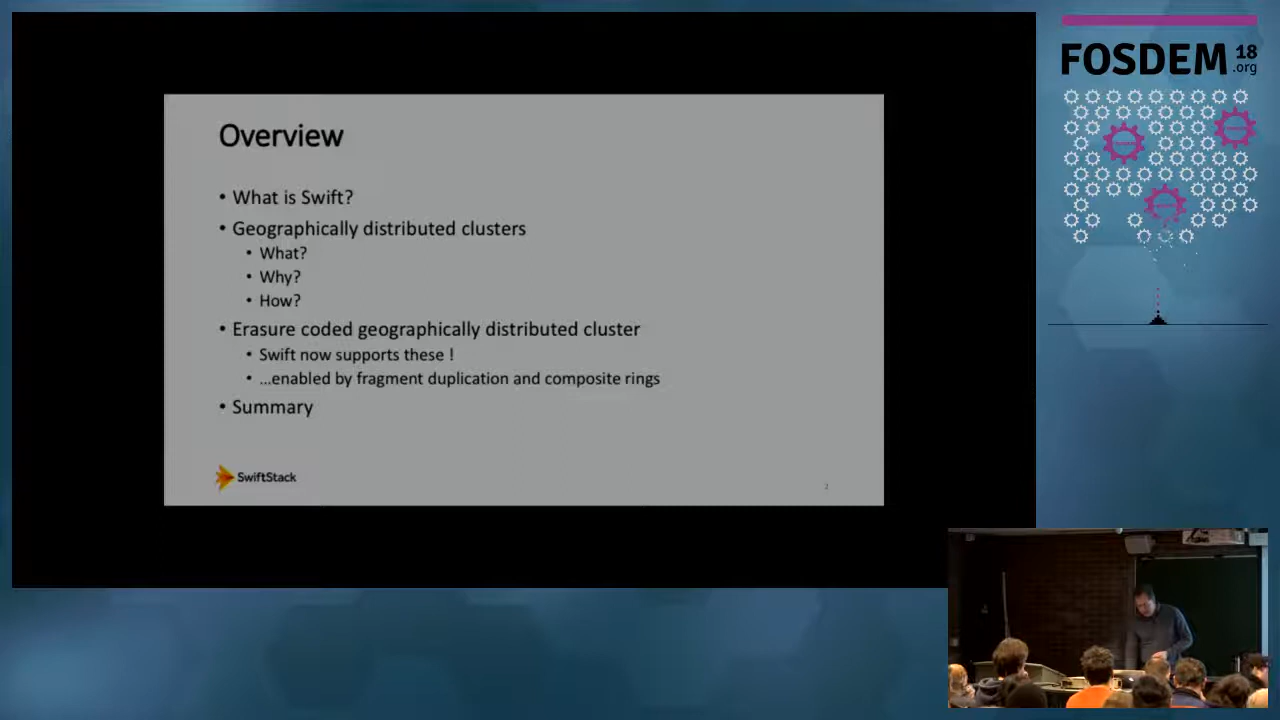 Overview
• What is Swift?
• Geographically distributed clusters
• What?
• Why?
• How?
• Erasure coded geographically distributed cluster
• Swift now supports these !
• …enabled by fragment duplication and composite rings
• Summary
SwiftStack
2
FOSDEM 18
.org